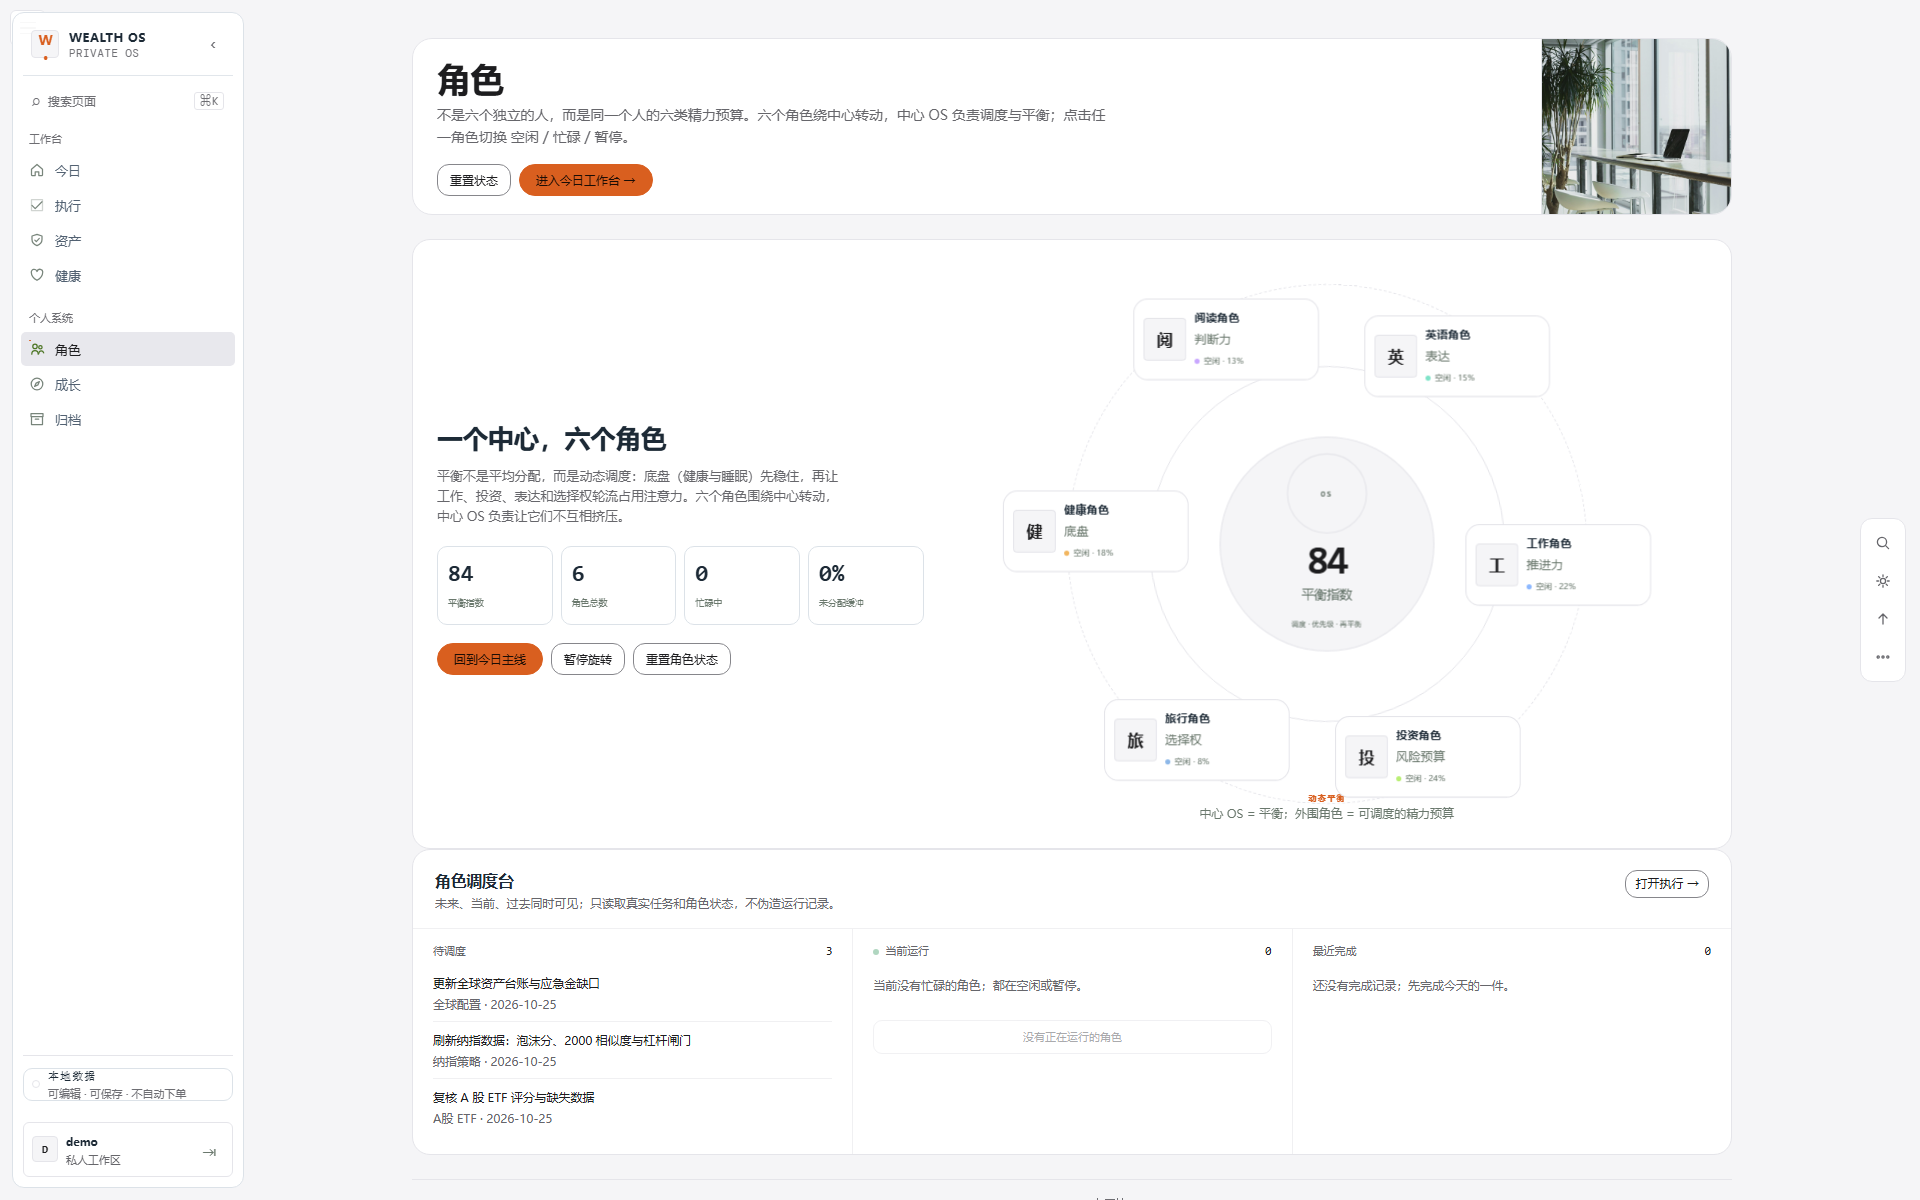 W
WEALTH OS
PRIVATE OS
搜索页面
⌘K
工作台
今日
执行
资产
健康
个人系统
角色
成长
归档
本地数据
可编辑 · 可保存 · 不自动下单
D
demo
私人工作区
角色
不是六个独立的人，而是同一个人的六类精力预算。六个角色绕中心转动，中心 OS 负责调度与平衡；点击任
一角色切换 空闲 / 忙碌 / 暂停。
重置状态
进入今日工作台 →
一个中心，六个角色
平衡不是平均分配，而是动态调度：底盘（健康与睡眠）先稳住，再让
工作、投资、表达和选择权轮流占用注意力。六个角色围绕中心转动，
中心 OS 负责让它们不互相挤压。
84
平衡指数
6
角色总数
0
忙碌中
0%
未分配缓冲
回到今日主线
暂停旋转
重置角色状态
阅
阅读角色
判断力
空闲 · 13%
英
英语角色
表达
空闲 · 15%
健
健康角色
底盘
空闲 · 18%
OS
84
平衡指数
调度 · 优先级 · 再平衡
工
工作角色
推进力
空闲 · 22%
旅
旅行角色
选择权
空闲 · 8%
投
投资角色
风险预算
空闲 · 24%
动态平衡
中心 OS = 平衡；外围角色 = 可调度的精力预算
角色调度台
未来、当前、过去同时可见；只读取真实任务和角色状态，不伪造运行记录。
打开执行 →
待调度
3
更新全球资产台账与应急金缺口
全球配置 · 2026-10-25
刷新纳指数据：泡沫分、2000 相似度与杠杆闸门
纳指策略 · 2026-10-25
复核 A 股 ETF 评分与缺失数据
A股 ETF · 2026-10-25
当前运行
0
当前没有忙碌的角色；都在空闲或暂停。
没有正在运行的角色
最近完成
0
还没有完成记录；先完成今天的一件。